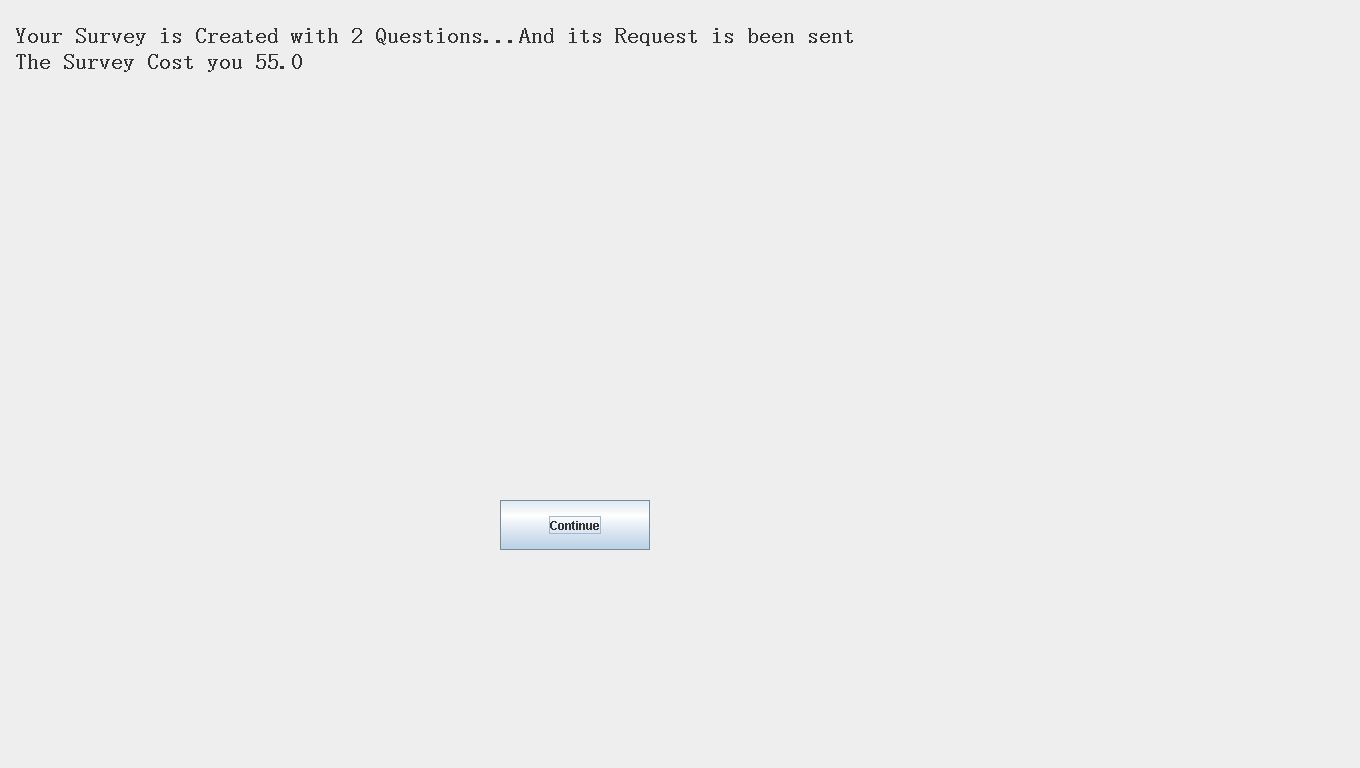 Your Survey is Created with 2 Questions...And its Request is been sent
The Survey Cost you 55.0
Continue